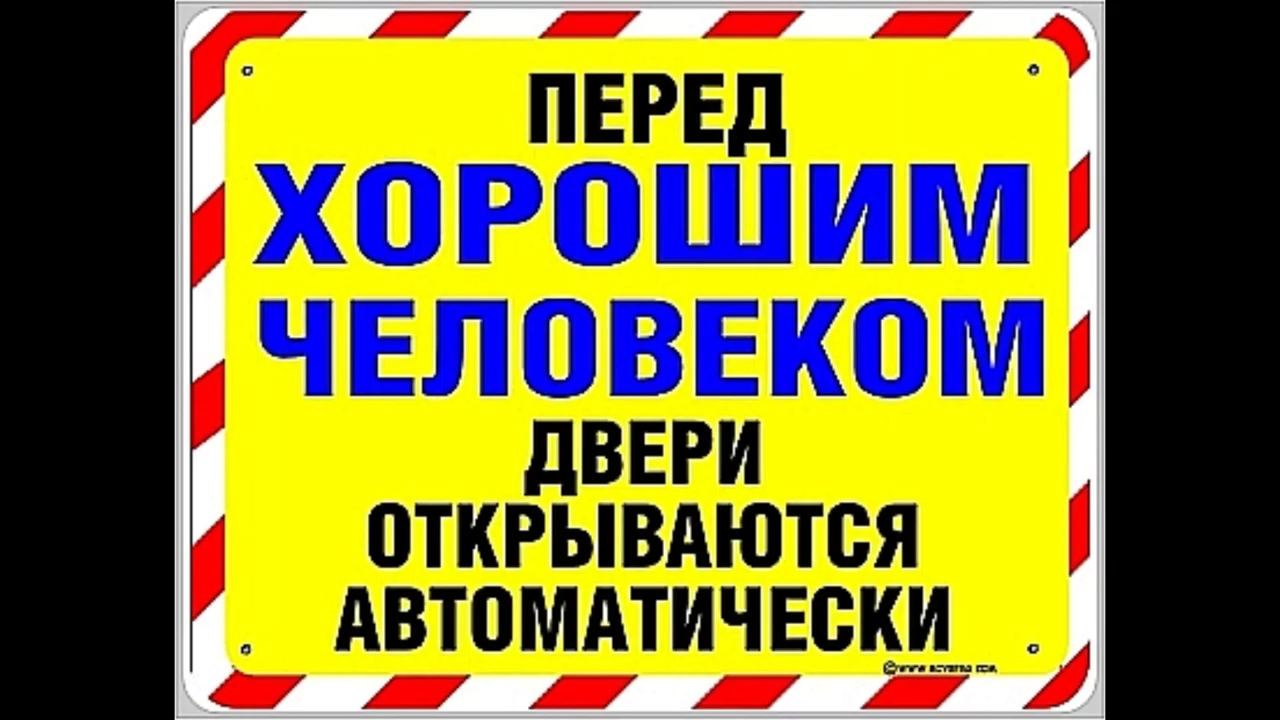 ПЕРЕД
ХОРОШИМ
ЧЕЛОВЕКОМ
ДВЕРИ
ОТКРЫВАЮТСЯ
АВТОМАТИЧЕСКИ